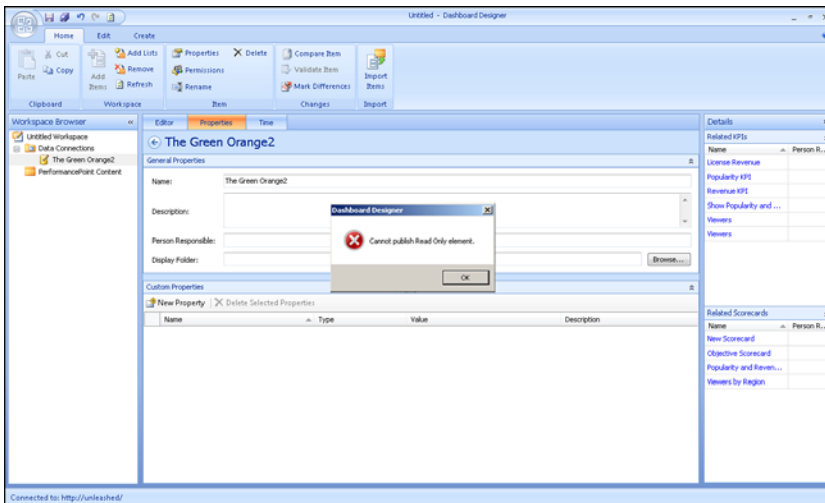 Untitled - Dashboard Designer
Home Edit Create
Paste
Cut
Copy
Clipboard
Add Items
Add Lists
Remove
Refresh
Workspace
Properties
Permissions
Rename
Delete
Item
Compare Item
Validate Item
Mark Differences
Changes
Import Items
Import
Workspace Browser
Untitled Workspace
Data Connections
The Green Orange2
PerformancePoint Content
Editor Properties Time
The Green Orange2
General Properties
Name: The Green Orange2
Description:
Person Responsible:
Display Folder: Browse...
Dashboard Designer
Cannot publish Read Only element.
OK
Custom Properties
New Property Delete Selected Properties
Name Type Value Description
Details
Related KPIs
Name Person R...
License Revenue
Popularity KPI
Revenue KPI
Show Popularity and ...
Viewers
Viewers
Related Scorecards
Name Person R...
New Scorecard
Objective Scorecard
Popularity and Reven...
Viewers by Region
Connected to: http://unleashed/